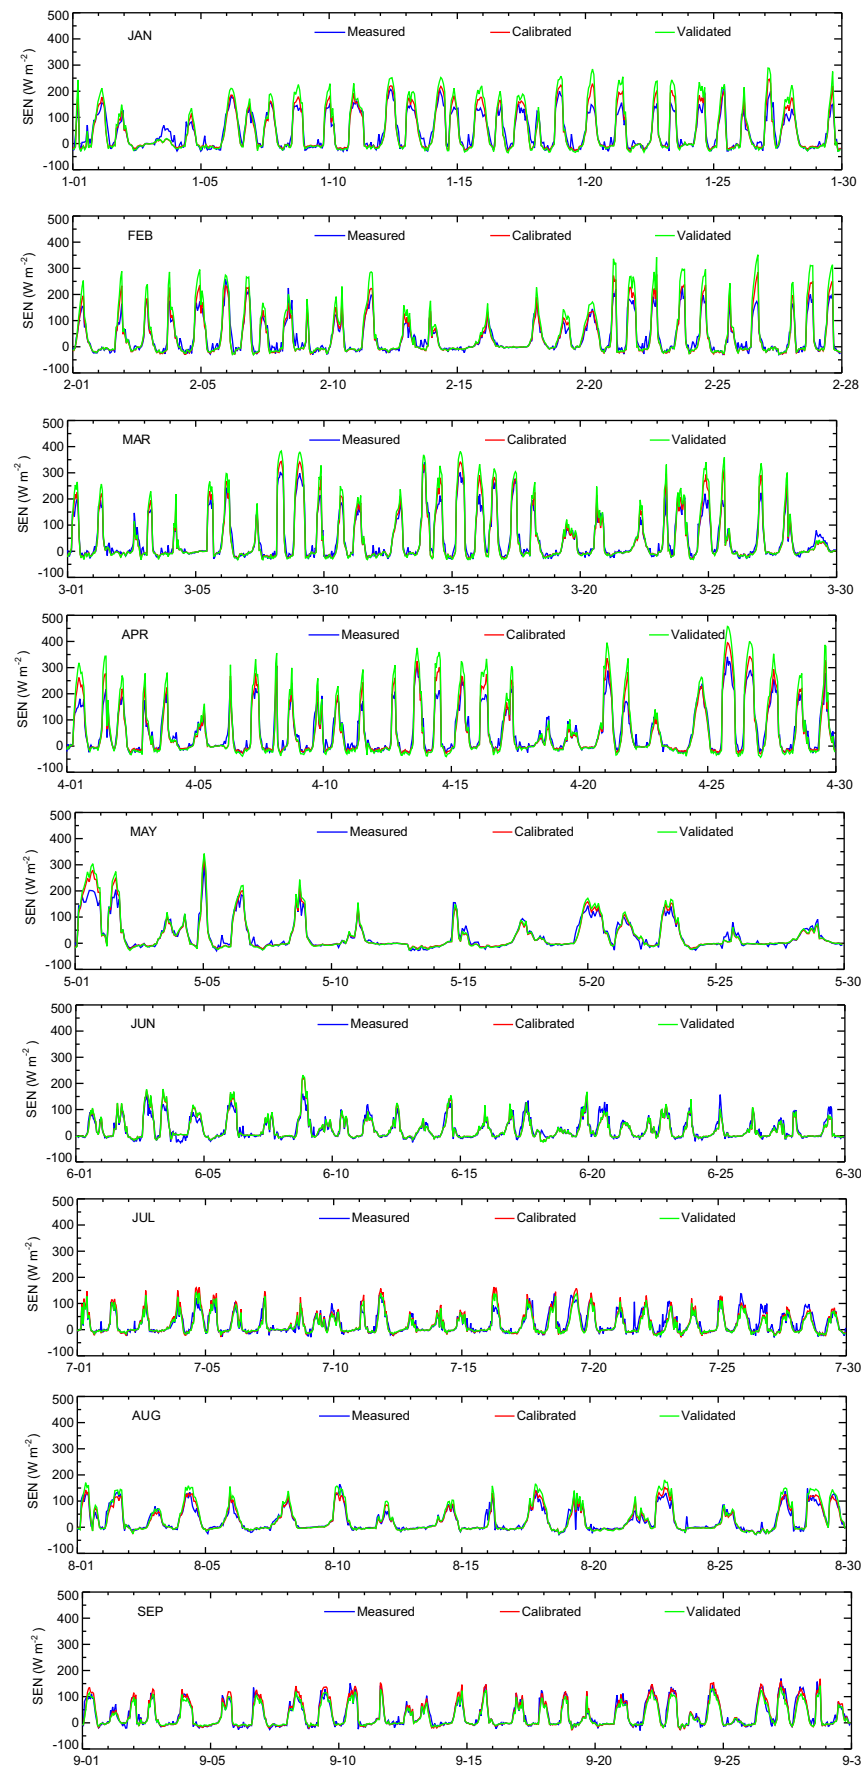 JAN Measured Calibrated Validated
SEN (W m⁻²)
500
400
300
200
100
0
-100
1-01 1-05 1-10 1-15 1-20 1-25 1-30
FEB Measured Calibrated Validated
SEN (W m⁻²)
500
400
300
200
100
0
-100
2-01 2-05 2-10 2-15 2-20 2-25 2-28
MAR Measured Calibrated Validated
SEN (W m⁻²)
500
400
300
200
100
0
-100
3-01 3-05 3-10 3-15 3-20 3-25 3-30
APR Measured Calibrated Validated
SEN (W m⁻²)
500
400
300
200
100
0
-100
4-01 4-05 4-10 4-15 4-20 4-25 4-30
MAY Measured Calibrated Validated
SEN (W m⁻²)
500
400
300
200
100
0
-100
5-01 5-05 5-10 5-15 5-20 5-25 5-30
JUN Measured Calibrated Validated
SEN (W m⁻²)
500
400
300
200
100
0
-100
6-01 6-05 6-10 6-15 6-20 6-25 6-30
JUL Measured Calibrated Validated
SEN (W m⁻²)
500
400
300
200
100
0
-100
7-01 7-05 7-10 7-15 7-20 7-25 7-30
AUG Measured Calibrated Validated
SEN (W m⁻²)
500
400
300
200
100
0
-100
8-01 8-05 8-10 8-15 8-20 8-25 8-30
SEP Measured Calibrated Validated
SEN (W m⁻²)
500
400
300
200
100
0
-100
9-01 9-05 9-10 9-15 9-20 9-25 9-3